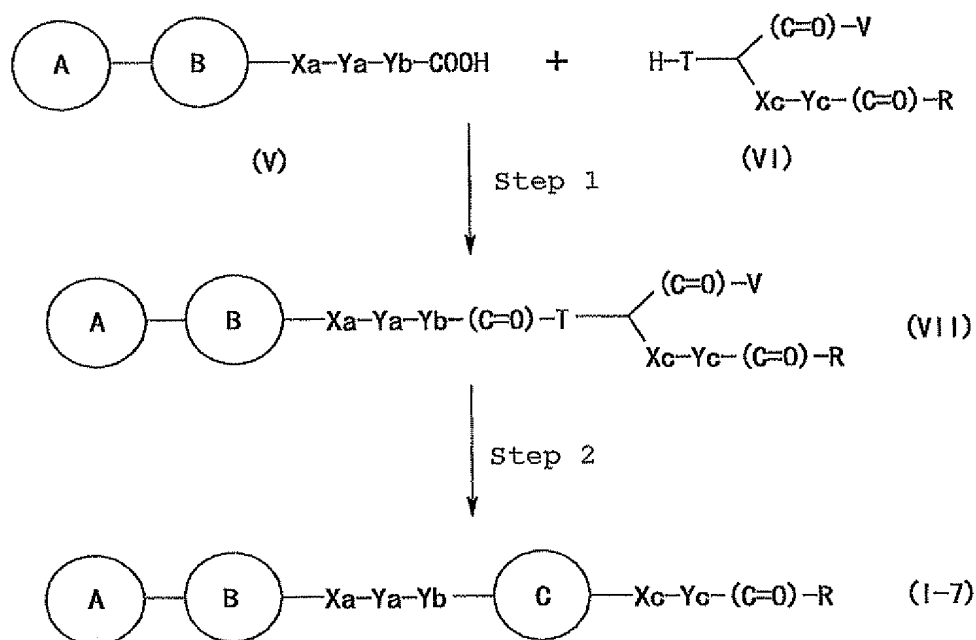 (C=O)-V
A B -Xa-Ya-Yb-COOH + H-T
Xc-Yc-(C=O)-R
(V) (VI)
Step 1
(C=O)-V
A B -Xa-Ya-Yb-(C=O)-T (VII)
Xc-Yc-(C=O)-R
Step 2
A B -Xa-Ya-Yb- C -Xc-Yc-(C=O)-R (I-7)